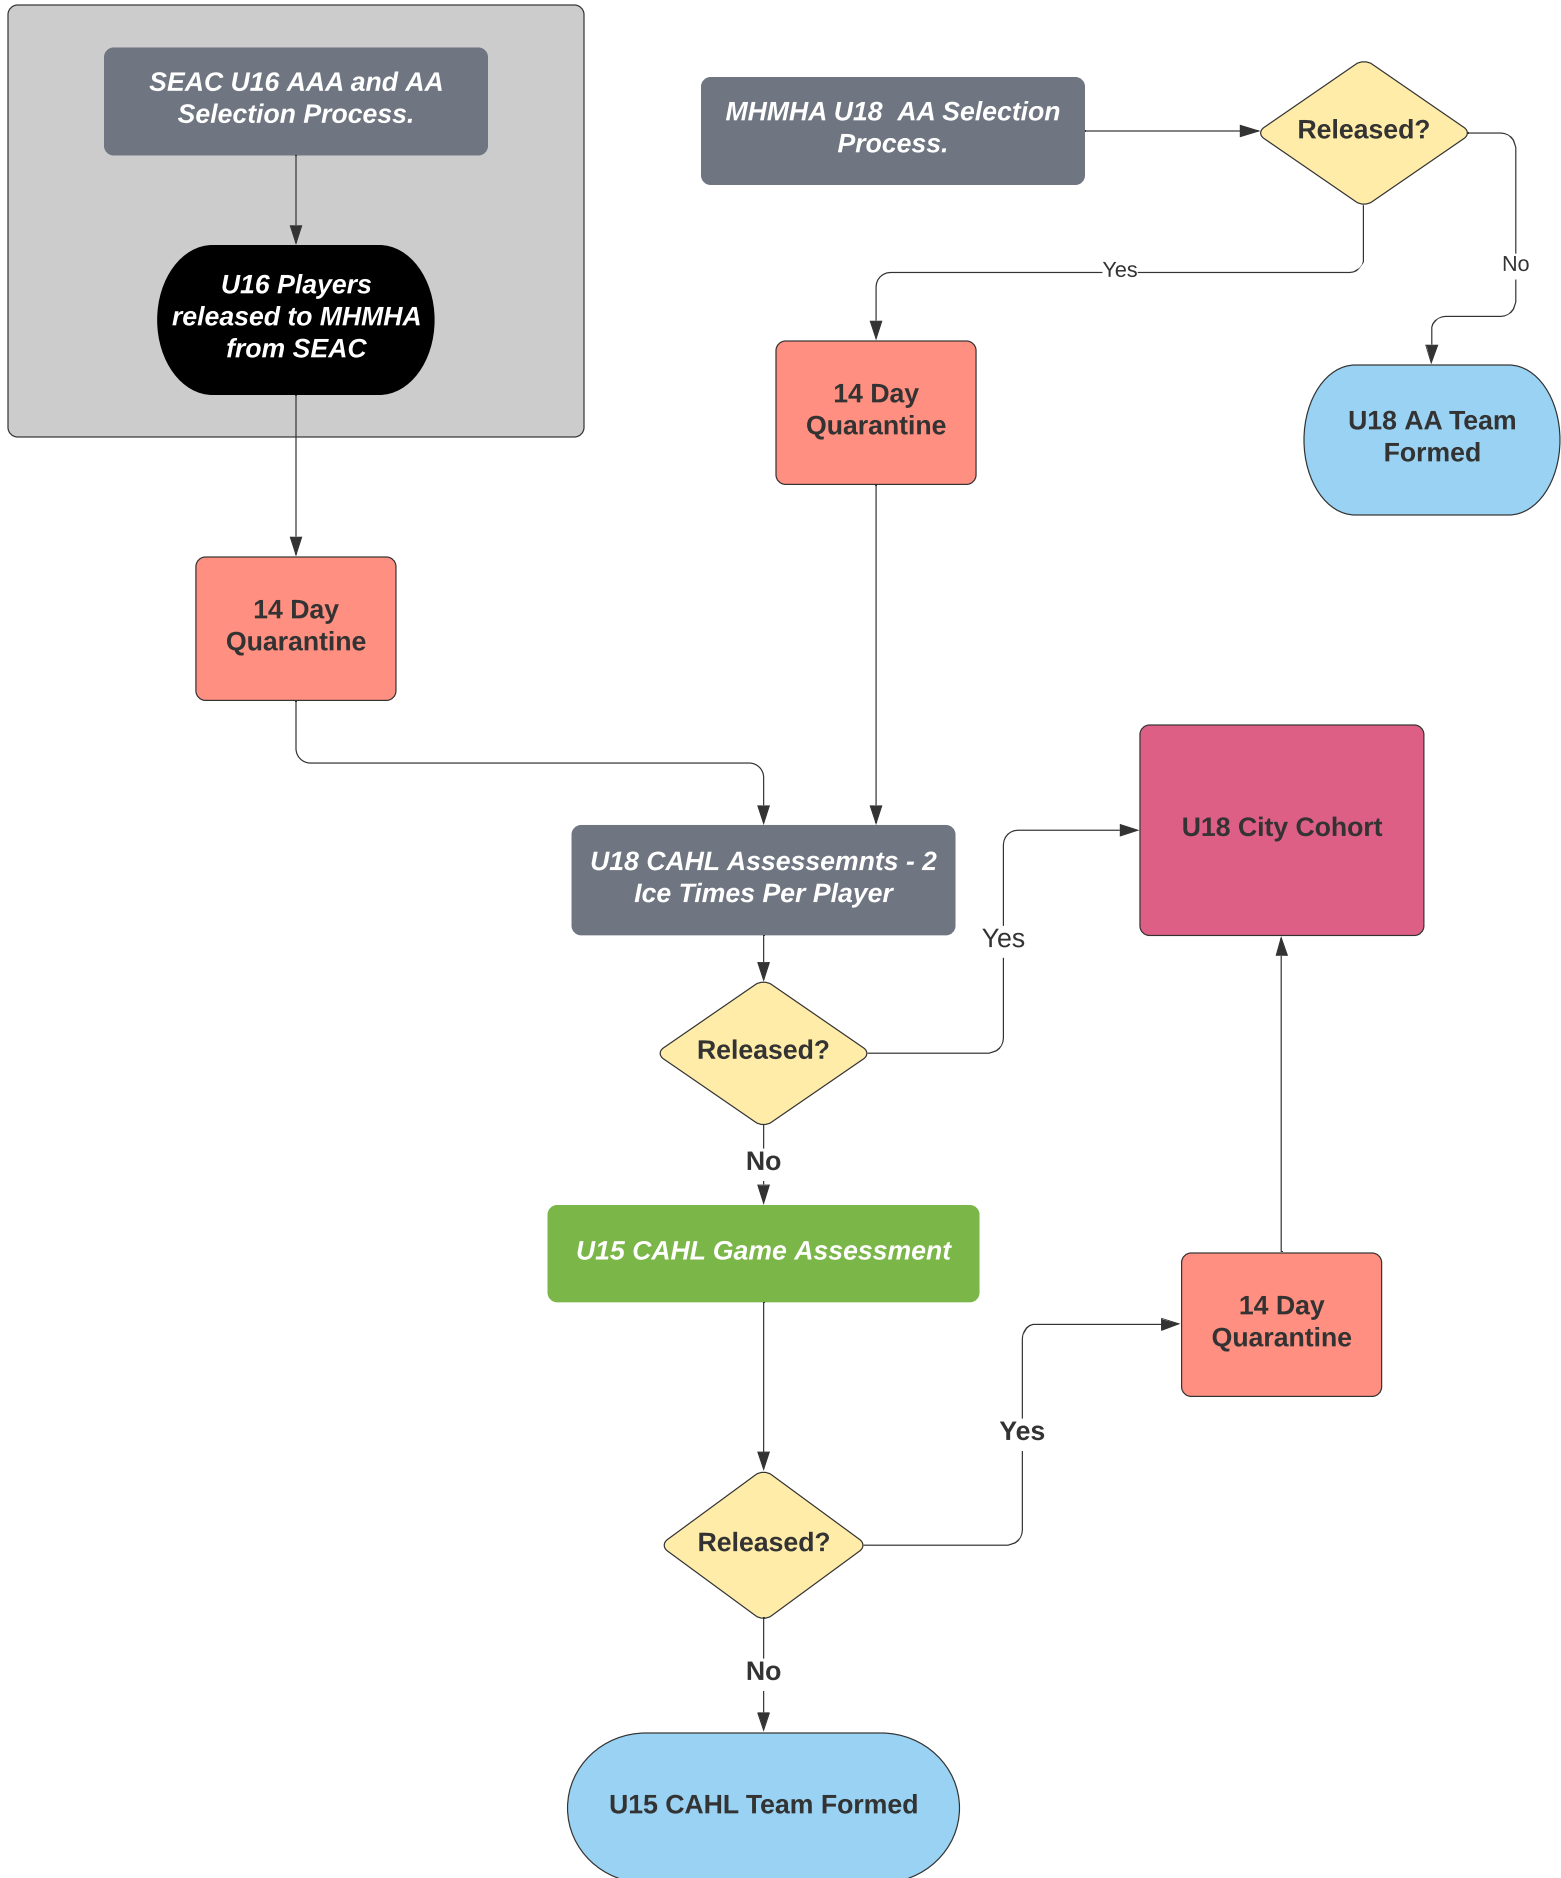 SEAC U16 AAA and AA
Selection Process.
MHMHA U18  AA Selection
Process.
Released?
U16 Players
released to MHMHA
from SEAC
Yes
No
14 Day
Quarantine
U18 AA Team
Formed
14 Day
Quarantine
U18 City Cohort
U18 CAHL Assessemnts - 2
Ice Times Per Player
Yes
Released?
No
U15 CAHL Game Assessment
14 Day
Quarantine
Yes
Released?
No
U15 CAHL Team Formed